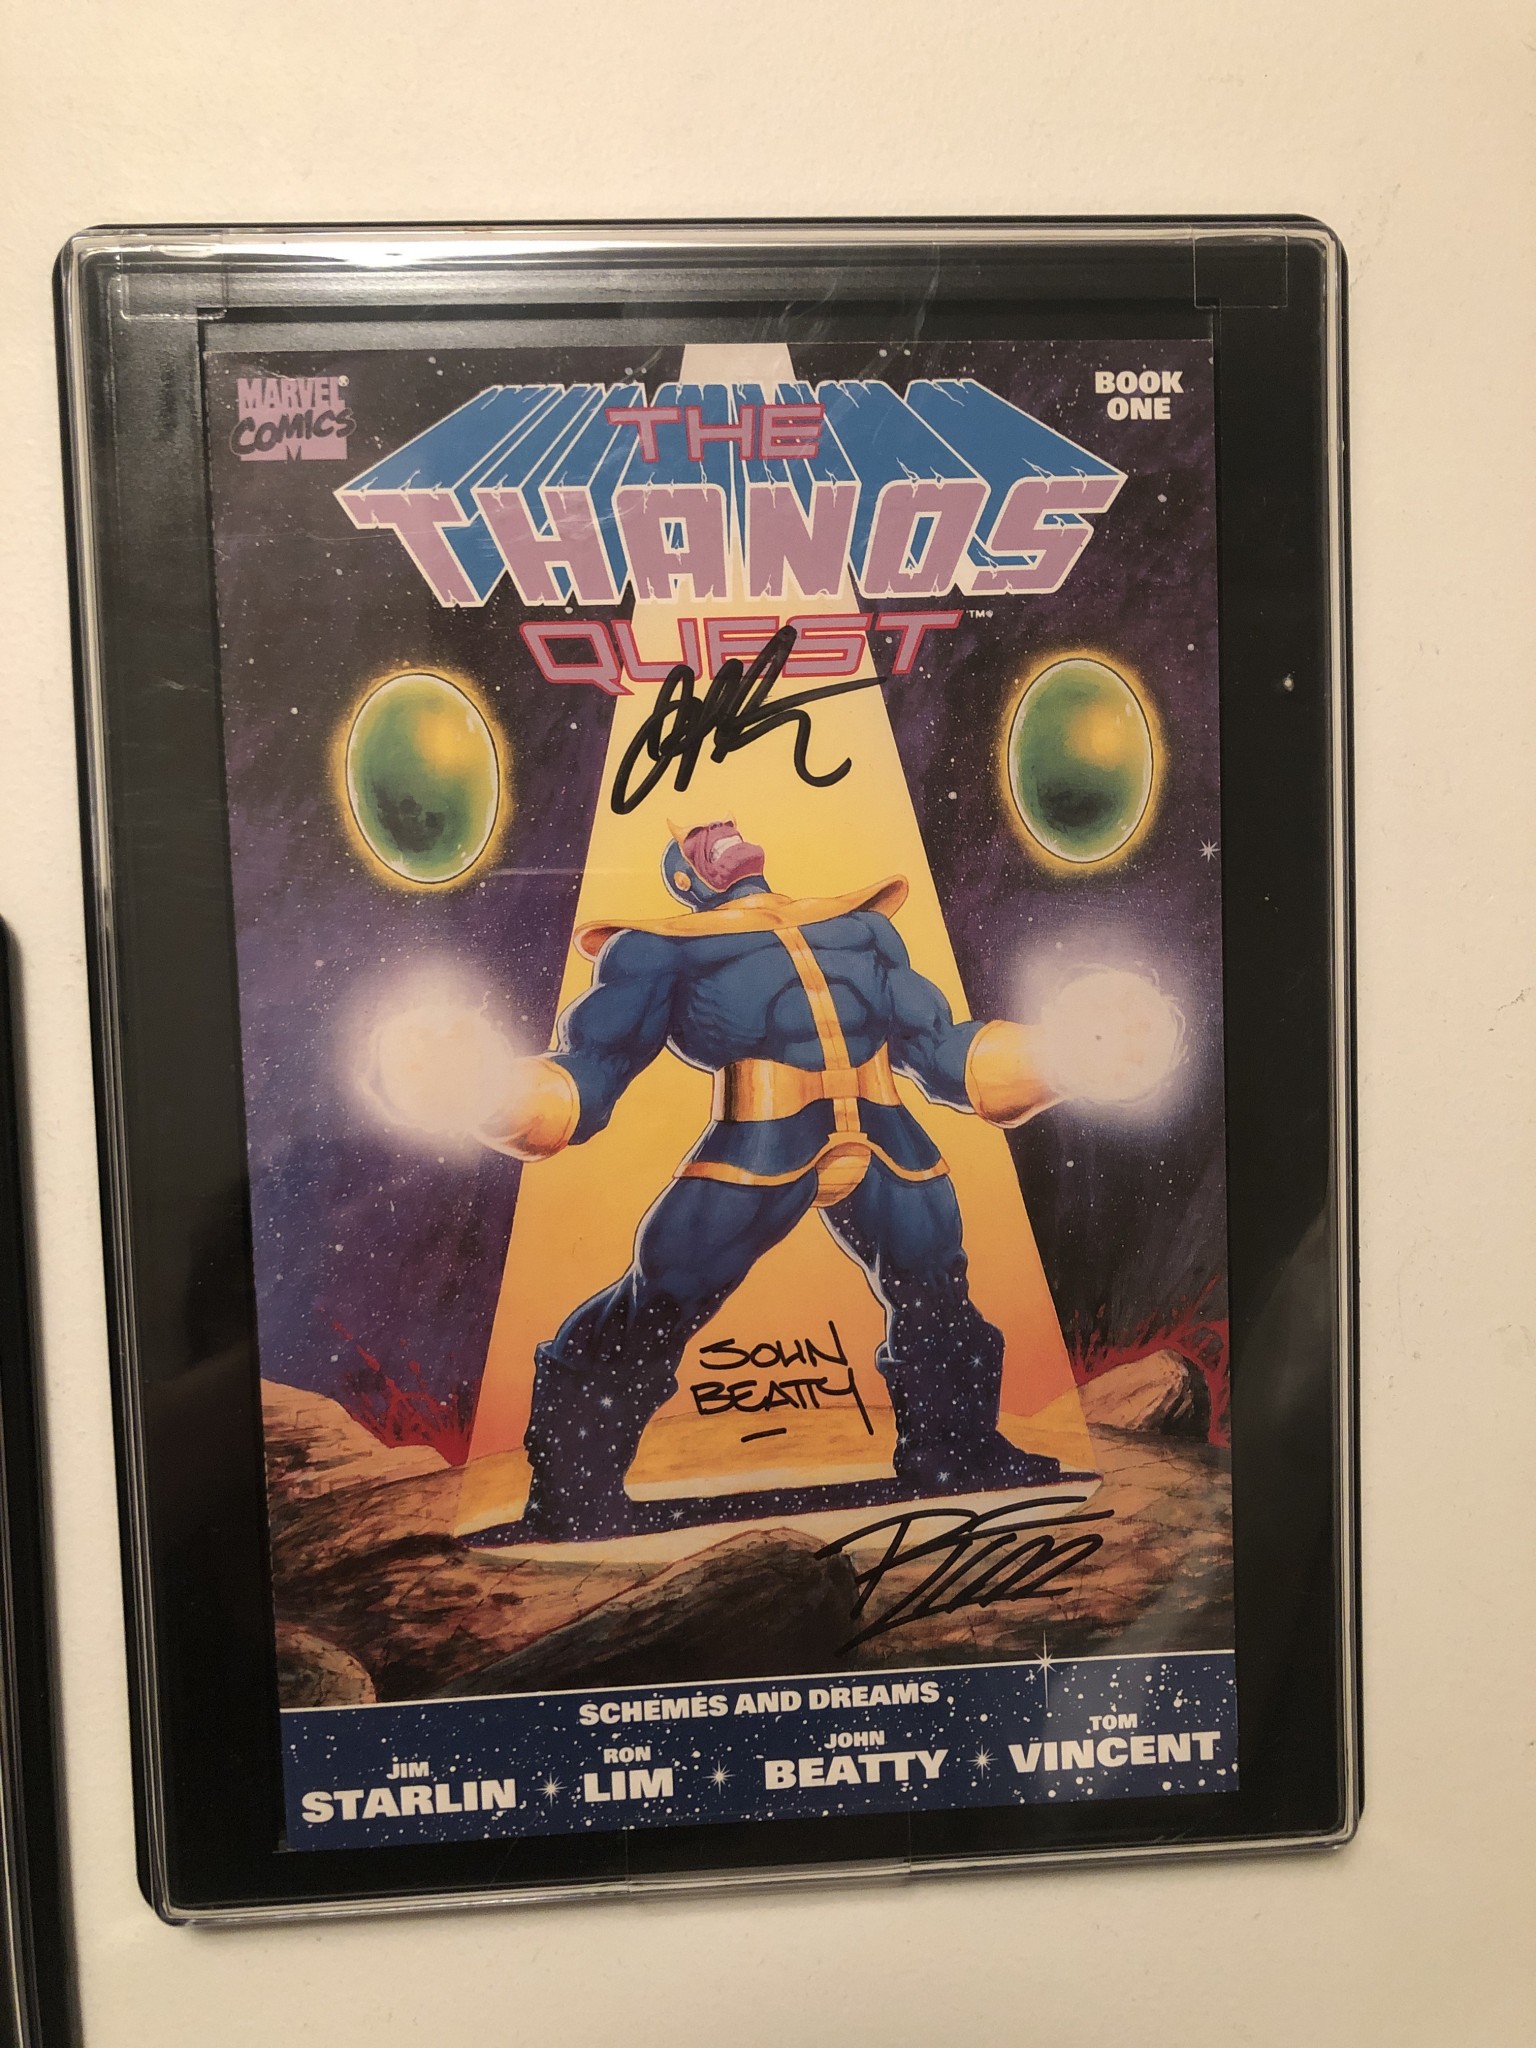 MARVEL®
COMICS
BOOK
ONE
THE
THANOS
QUEST™
JOHN
BEATTY
SCHEMES AND DREAMS
JIM
STARLIN
RON
LIM
JOHN
BEATTY
TOM
VINCENT